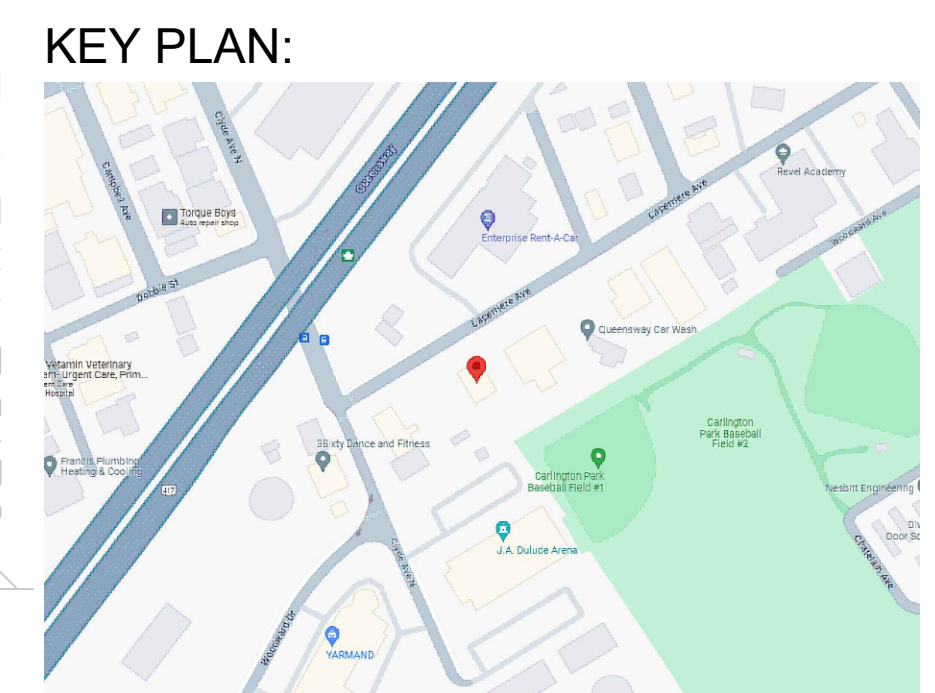 KEY PLAN:
Clyde Ave N
Queensway
Campbell Ave
Torque Boys
Auto repair shop
Revel Academy
Laperriere Ave
Woodward Ave
Enterprise Rent-A-Car
Dobbie St
Laperriere Ave
Queensway Car Wash
Vetamin Veterinary
Urgent Care, Prim...
Hospital
Carlington
Park Baseball
Field #2
3Sixty Dance and Fitness
Francis Plumbing
Heating & Cooling
417
Carlington Park
Baseball Field #1
Nesbitt Engineering
J.A. Dulude Arena
Clyde Ave N
Chatelain Ave
Woodward Dr
YARMAND